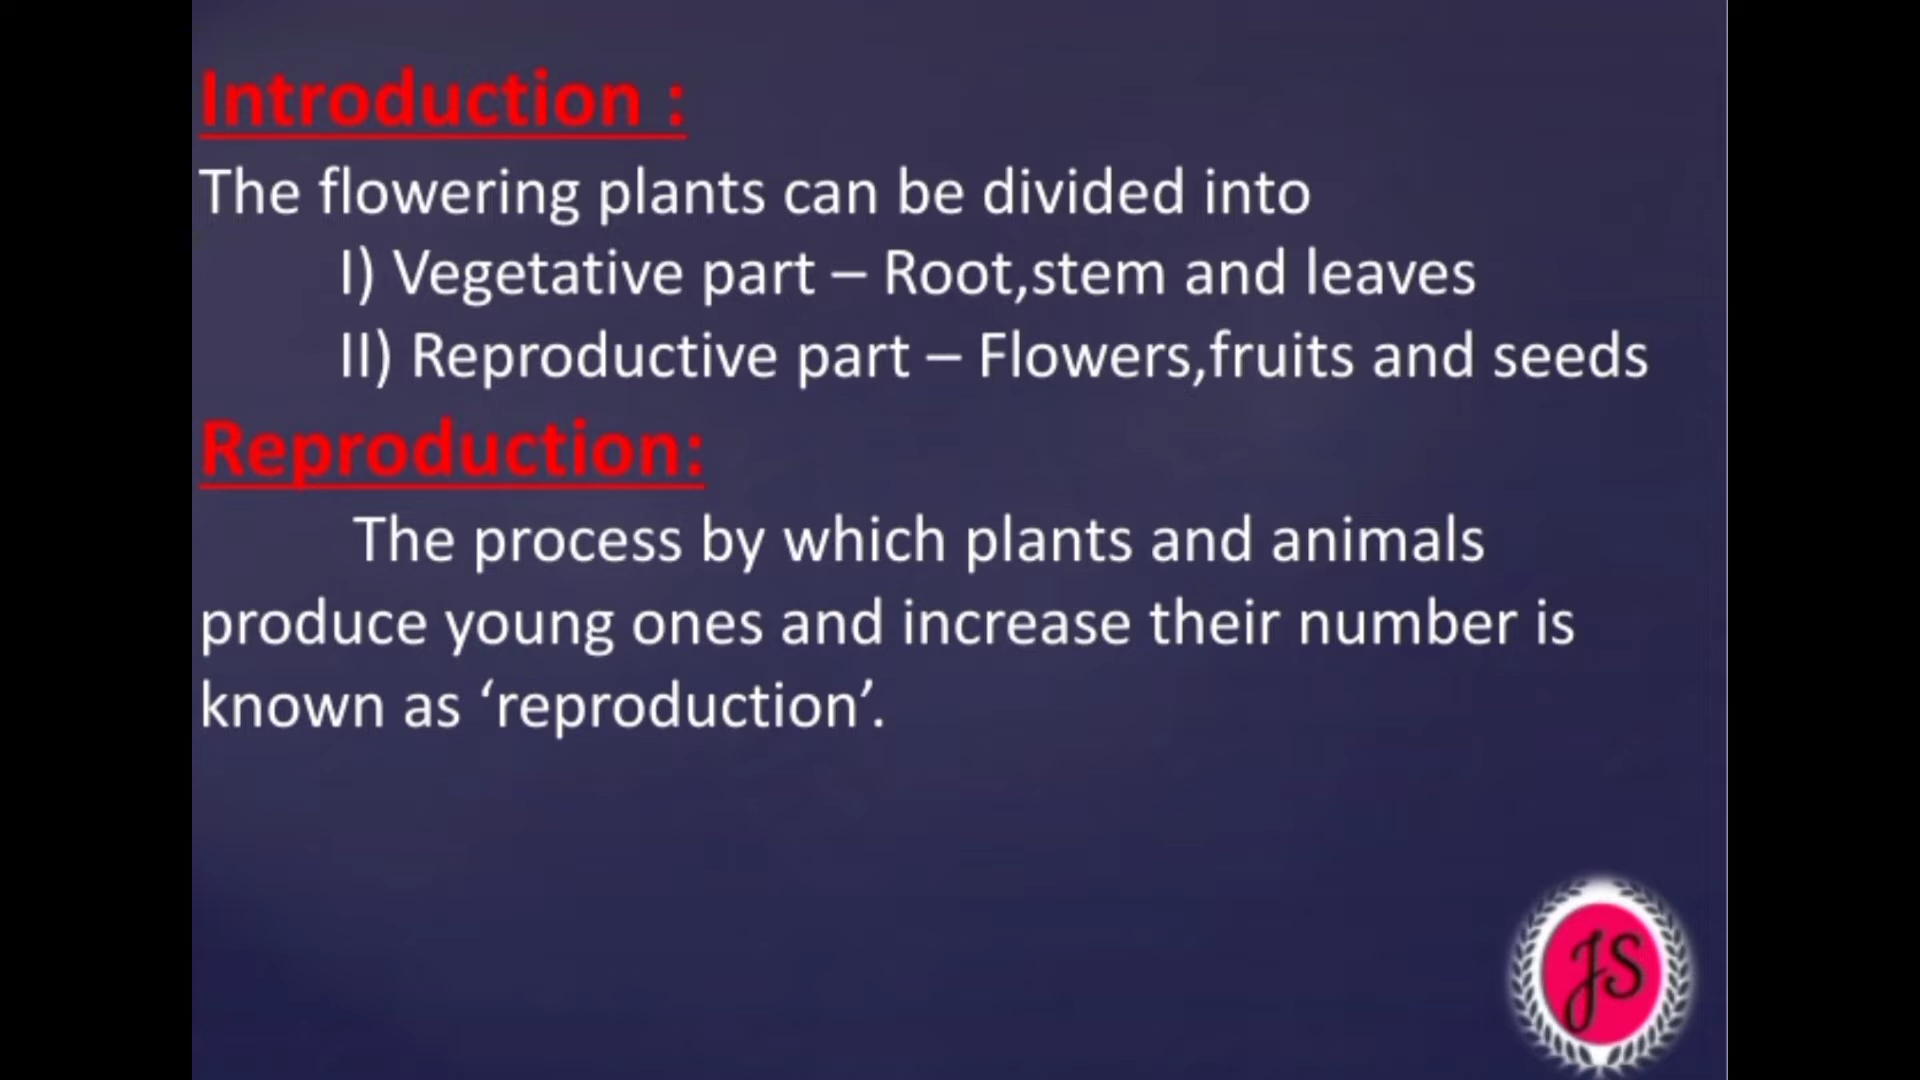 Introduction :
The flowering plants can be divided into
I) Vegetative part – Root,stem and leaves
II) Reproductive part – Flowers,fruits and seeds
Reproduction:
The process by which plants and animals
produce young ones and increase their number is
known as ‘reproduction’.
JS